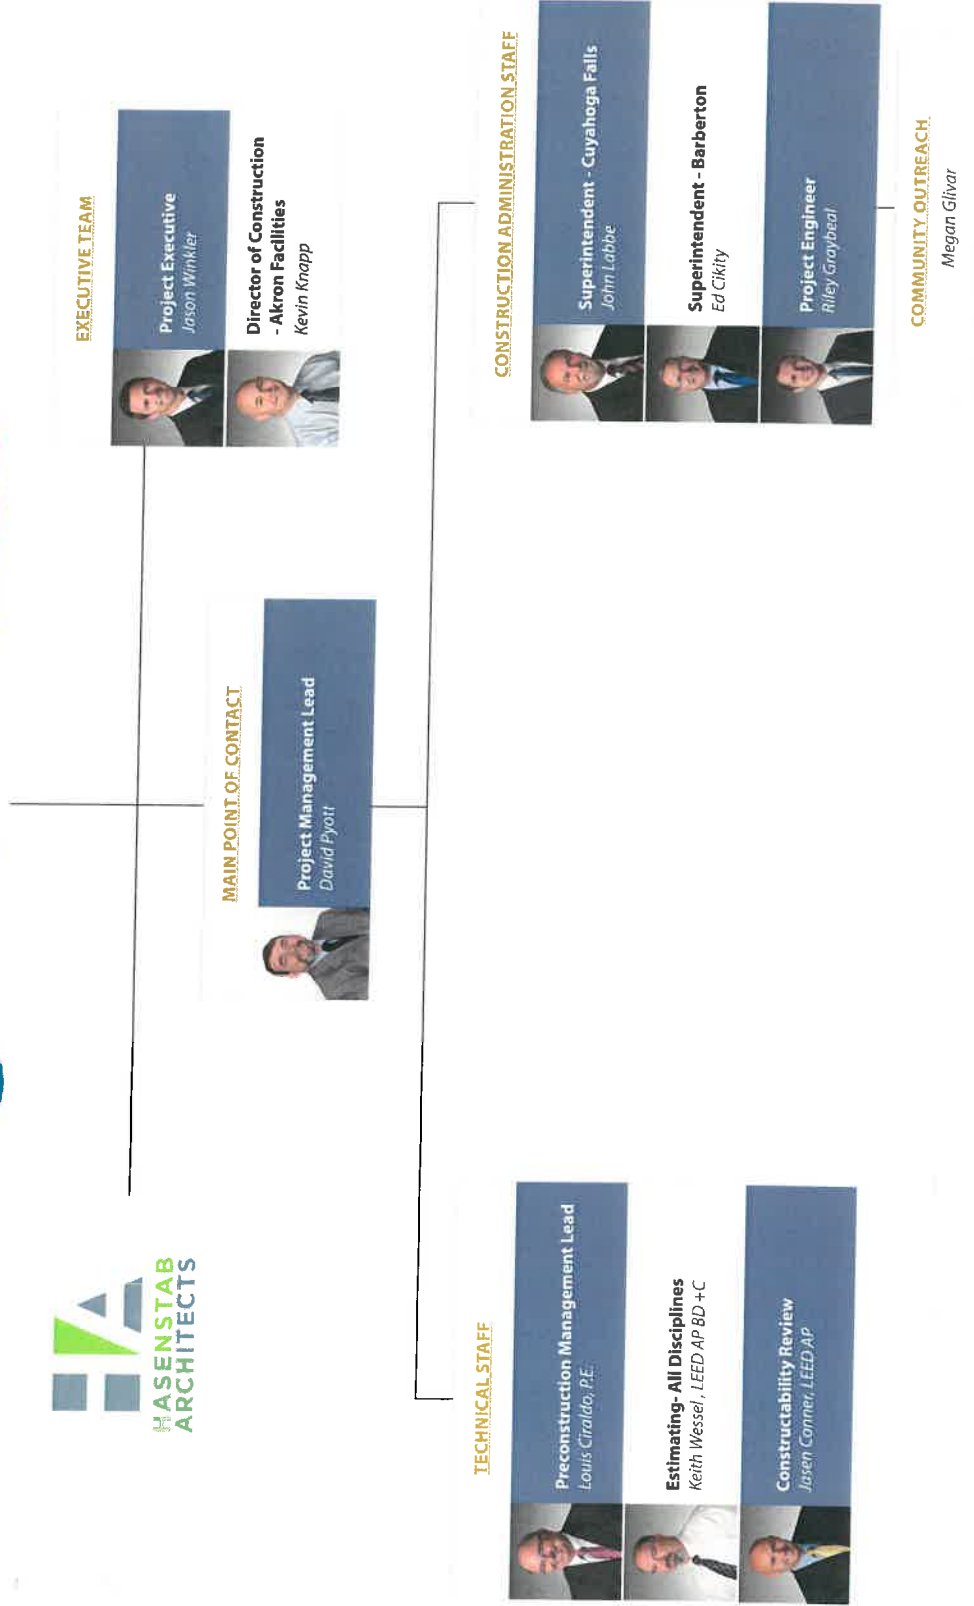 HASENSTAB
ARCHITECTS
EXECUTIVE TEAM
Project Executive
Jason Winkler
Director of Construction
- Akron Facilities
Kevin Knapp
MAIN POINT OF CONTACT
Project Management Lead
David Pyott
TECHNICAL STAFF
Preconstruction Management Lead
Louis Ciraldo, P.E.
Estimating- All Disciplines
Keith Wessel, LEED AP BD+C
Constructability Review
Jasen Conner, LEED AP
CONSTRUCTION ADMINISTRATION STAFF
Superintendent - Cuyahoga Falls
John Labbe
Superintendent - Barberton
Ed Cikity
Project Engineer
Riley Graybeal
COMMUNITY OUTREACH
Megan Glivar